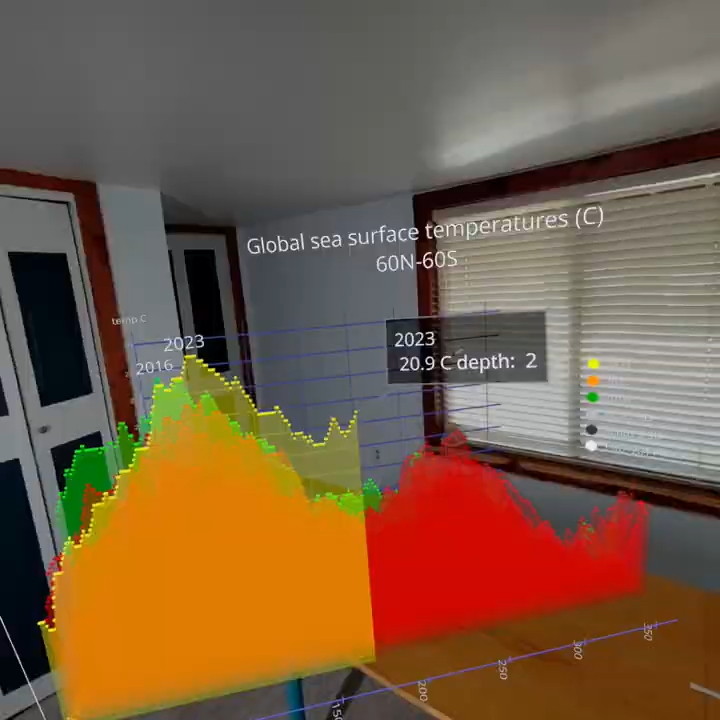 Global sea surface temperatures (C)
60N-60S
temp C
2023
2016
2023
20.9 C depth: 2
150
200
250
300
350